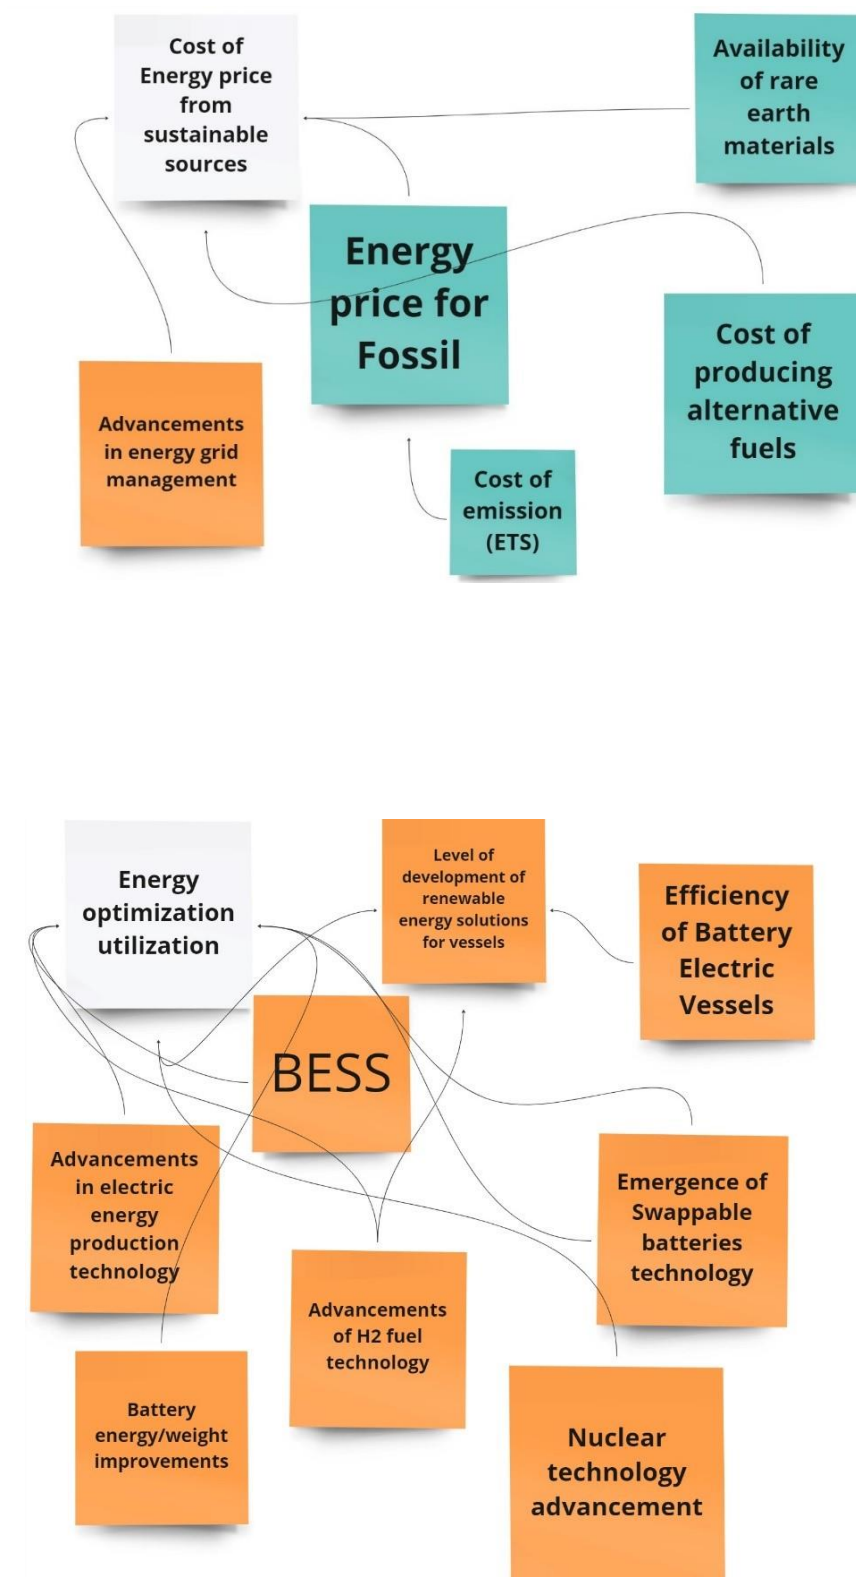 Cost of
Energy price
from
sustainable
sources
Availability
of rare
earth
materials
Energy
price for
Fossil
Cost of
producing
alternative
fuels
Advancements
in energy grid
management
Cost of
emission
(ETS)
Energy
optimization
utilization
Level of
development of
renewable
energy solutions
for vessels
Efficiency
of Battery
Electric
Vessels
BESS
Advancements
in electric
energy
production
technology
Emergence of
Swappable
batteries
technology
Advancements
of H2 fuel
technology
Battery
energy/weight
improvements
Nuclear
technology
advancement